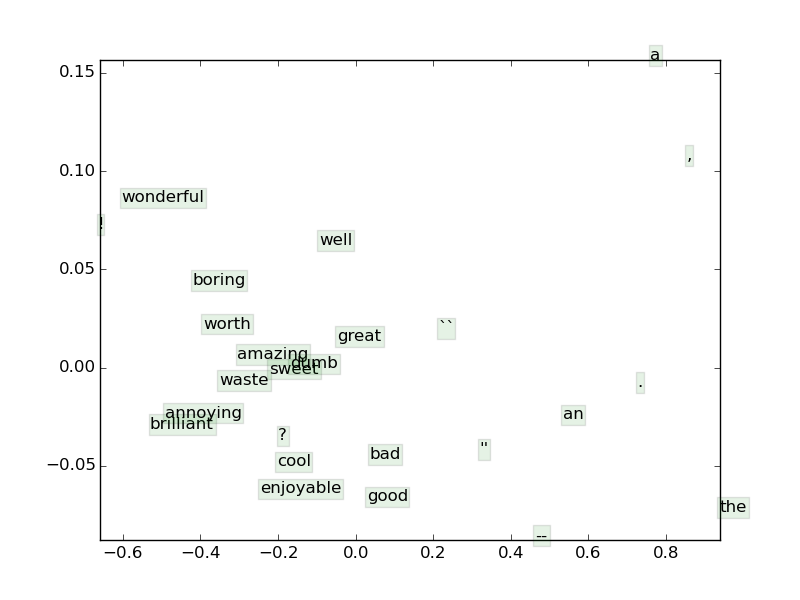 a
0.15
,
0.10
wonderful
!
well
0.05
boring
worth
``
great
amazing
dumb
0.00
sweet
waste
.
annoying
an
brilliant
?
''
bad
cool
−0.05
enjoyable
good
the
--
−0.6 −0.4 −0.2 0.0 0.2 0.4 0.6 0.8